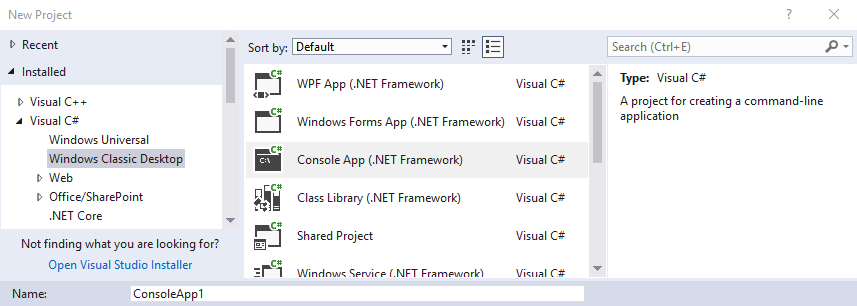 New Project
?
Recent
Installed
Visual C++
Visual C#
Windows Universal
Windows Classic Desktop
Web
Office/SharePoint
.NET Core
Not finding what you are looking for?
Open Visual Studio Installer
Sort by: Default
C# WPF App (.NET Framework) Visual C#
C# Windows Forms App (.NET Framework) Visual C#
C# C:\ Console App (.NET Framework) Visual C#
C# Class Library (.NET Framework) Visual C#
C# Shared Project Visual C#
C# Windows Service (.NET Framework) Visual C#
Search (Ctrl+E)
Type: Visual C#
A project for creating a command-line
application
Name: ConsoleApp1